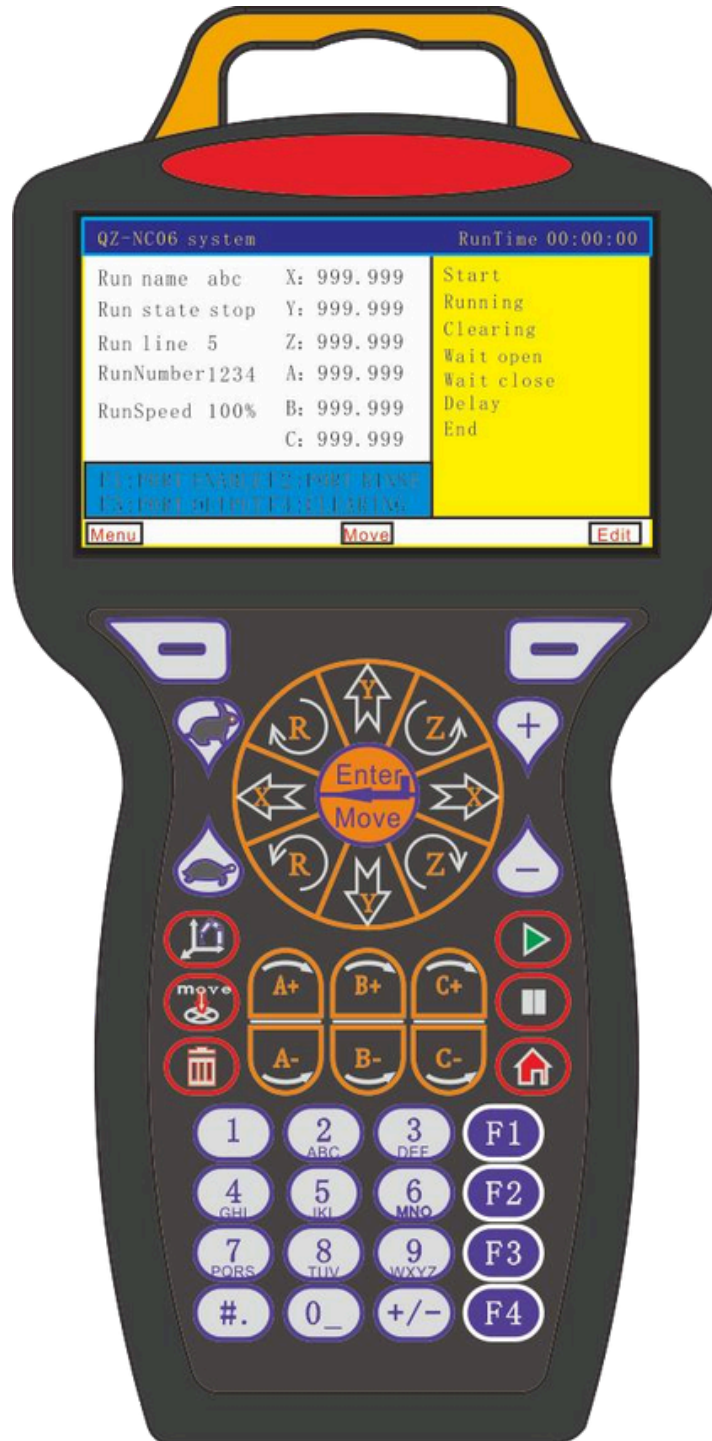 QZ-NC06 system RunTime 00:00:00
Run name abc X: 999.999 Start
Run state stop Y: 999.999 Running
Run line 5 Z: 999.999 Clearing
RunNumber1234 A: 999.999 Wait open
RunSpeed 100% B: 999.999 Wait close
C: 999.999 Delay
End
F4:CLEARING
Menu Move Edit
Y
R Z
+
X Enter X
Move
R Z
Y
-
move
A+ B+ C+
A- B- C-
1 2 3 F1
ABC DEF
4 5 6 F2
GHI JKL MNO
7 8 9 F3
PQRS TUV WXYZ
#. 0_ +/- F4